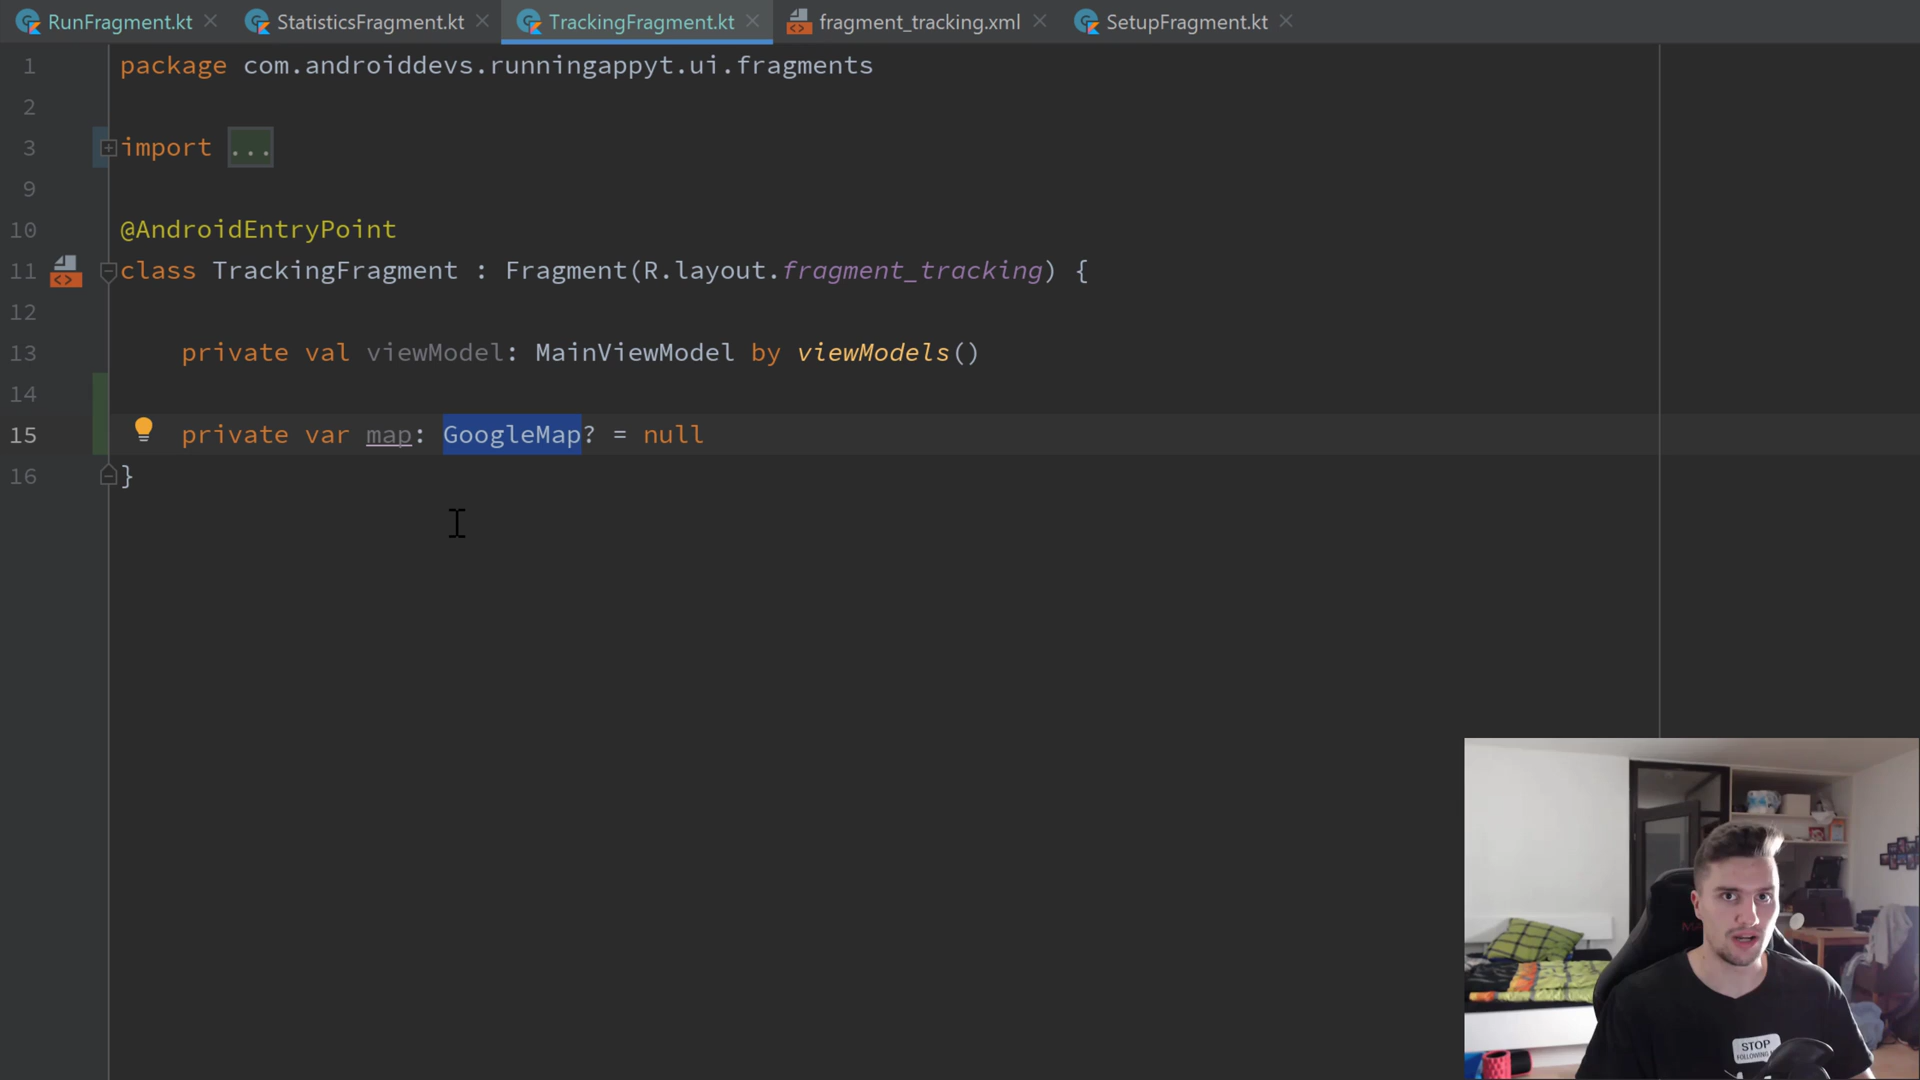 RunFragment.kt StatisticsFragment.kt TrackingFragment.kt fragment_tracking.xml SetupFragment.kt
1 package com.androiddevs.runningappyt.ui.fragments
2
3 import ...
9
10 @AndroidEntryPoint
11 class TrackingFragment : Fragment(R.layout.fragment_tracking) {
12
13 private val viewModel: MainViewModel by viewModels()
14
15 private var map: GoogleMap? = null
16 }
STOP